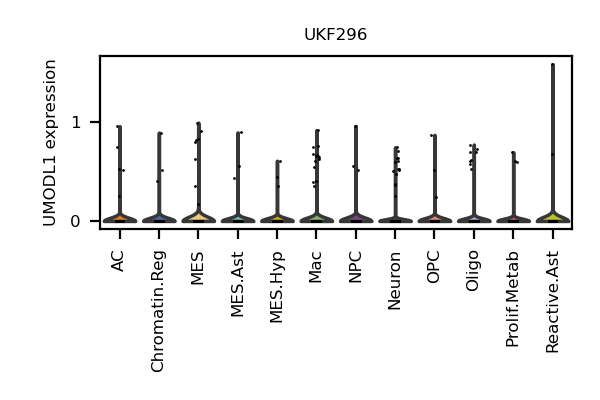 UKF296
UMODL1 expression
1
0
AC
Chromatin.Reg
MES
MES.Ast
MES.Hyp
Mac
NPC
Neuron
OPC
Oligo
Prolif.Metab
Reactive.Ast